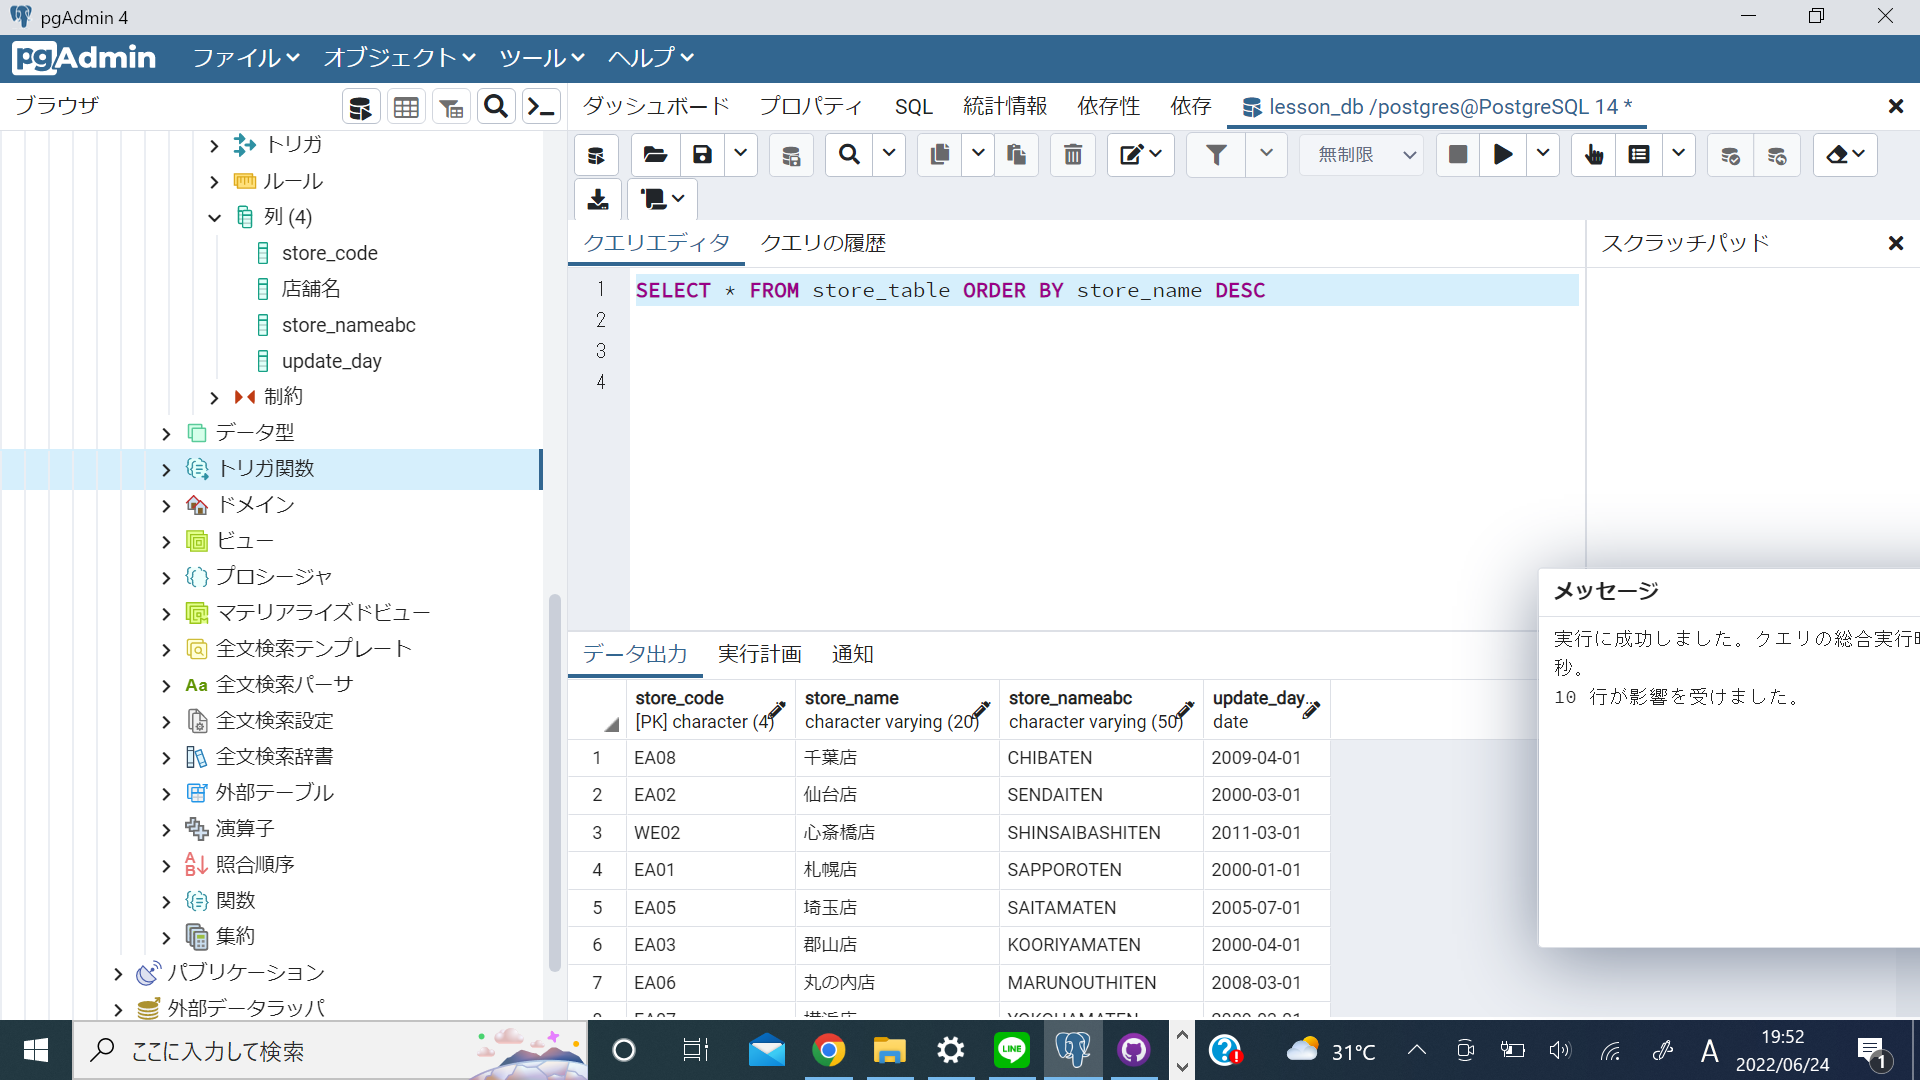 pgAdmin 4
pgAdmin ファイル オブジェクト ツール ヘルプ
ブラウザ
ダッシュボード プロパティ SQL 統計情報 依存性 依存 lesson_db /postgres@PostgreSQL 14 *
無制限
トリガ
ルール
列 (4)
store_code
店舗名
store_nameabc
update_day
制約
データ型
トリガ関数
ドメイン
ビュー
プロシージャ
マテリアライズドビュー
全文検索テンプレート
Aa 全文検索パーサ
全文検索設定
全文検索辞書
外部テーブル
演算子
照合順序
関数
集約
パブリケーション
外部データラッパ
クエリエディタ クエリの履歴
スクラッチパッド
1 SELECT * FROM store_table ORDER BY store_name DESC
2
3
4
データ出力 実行計画 通知
store_code store_name store_nameabc update_day...
[PK] character (4) character varying (20) character varying (50) date
1 EA08 千葉店 CHIBATEN 2009-04-01
2 EA02 仙台店 SENDAITEN 2000-03-01
3 WE02 心斎橋店 SHINSAIBASHITEN 2011-03-01
4 EA01 札幌店 SAPPOROTEN 2000-01-01
5 EA05 埼玉店 SAITAMATEN 2005-07-01
6 EA03 郡山店 KOORIYAMATEN 2000-04-01
7 EA06 丸の内店 MARUNOUTHITEN 2008-03-01
メッセージ
実行に成功しました。クエリの総合実行時
秒。
10 行が影響を受けました。
ここに入力して検索
LINE
31°C
A
19:52
2022/06/24
1